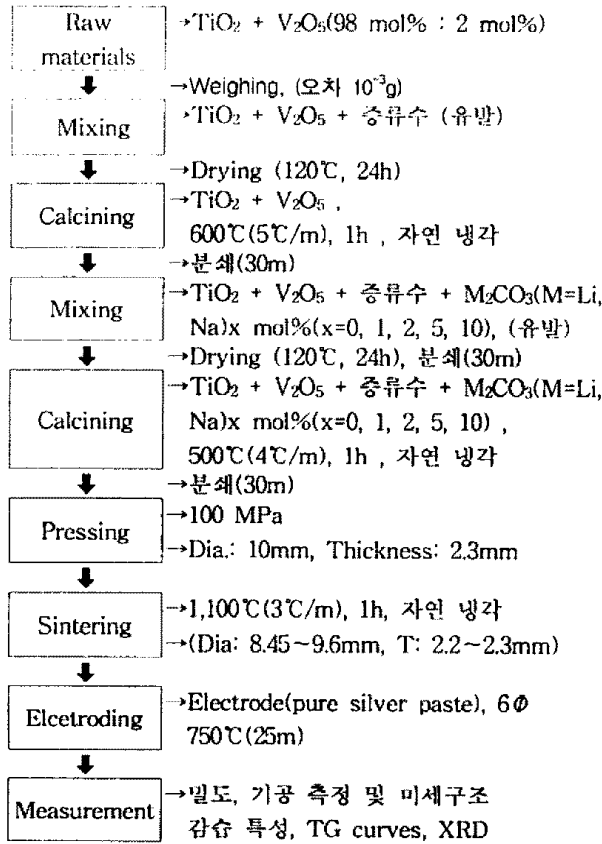 Raw
materials
→TiO₂ + V₂O₅(98 mol% : 2 mol%)
→Weighing, (오차 10⁻³g)
Mixing
→TiO₂ + V₂O₅ +증류수 (유발)
→Drying (120℃, 24h)
Calcining
→TiO₂ + V₂O₅ ,
600℃(5℃/m), 1h , 자연 냉각
→분쇄(30m)
Mixing
→TiO₂ + V₂O₅ + 증류수 + M₂CO₃(M=Li,
Na)x mol%(x=0, 1, 2, 5, 10), (유발)
→Drying (120℃, 24h), 분쇄(30m)
Calcining
→TiO₂ + V₂O₅ + 증류수 + M₂CO₃(M=Li,
Na)x mol%(x=0, 1, 2, 5, 10) ,
500℃(4℃/m), 1h , 자연 냉각
→분쇄(30m)
Pressing
→100 MPa
→Dia.: 10mm, Thickness: 2.3mm
Sintering
→1,100℃(3℃/m), 1h, 자연 냉각
→(Dia: 8.45~9.6mm, T: 2.2~2.3mm)
Elcetroding
→Electrode(pure silver paste), 6Φ
750℃(25m)
Measurement
→밀도, 기공 측정 및 미세구조
감습 특성, TG curves, XRD